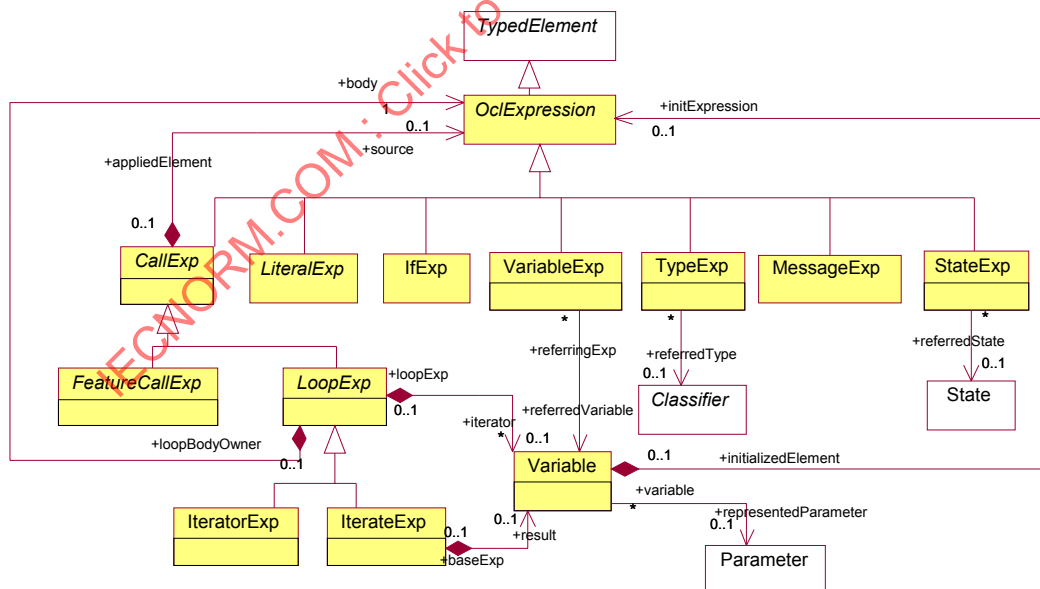 TypedElement
+body
1
OclExpression
+initExpression
0..1
0..1
+source
+appliedElement
0..1
CallExp
LiteralExp
IfExp
VariableExp
TypeExp
MessageExp
StateExp
*
*
*
+referringExp
+referredType
0..1
+referredState
0..1
FeatureCallExp
LoopExp
+loopExp
0..1
Classifier
State
+referredVariable
+iterator
*
0..1
+loopBodyOwner
0..1
Variable
0..1
+initializedElement
+variable
*
+representedParameter
0..1
IteratorExp
IterateExp
0..1
+baseExp
0..1
+result
Parameter
IECNORM.COM : Click to